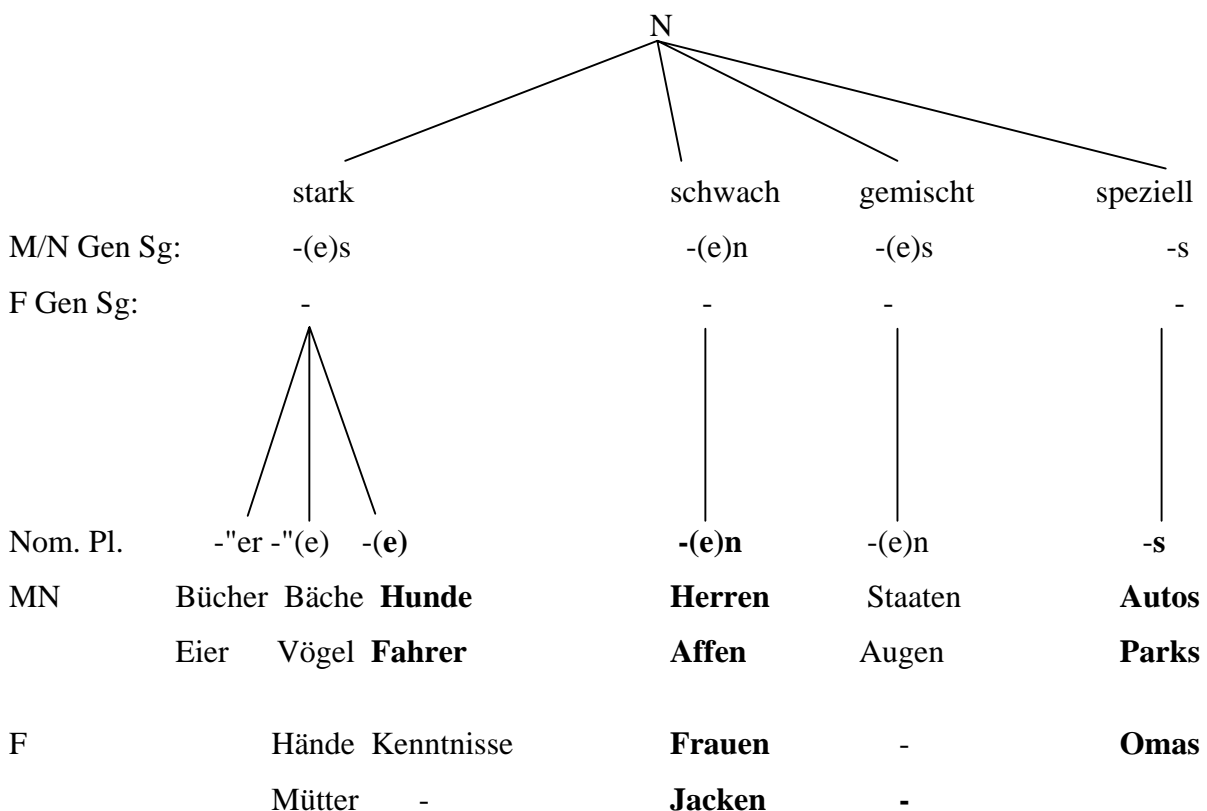 N
stark schwach gemischt speziell
M/N Gen Sg: -(e)s -(e)n -(e)s -s
F Gen Sg: - - - -
Nom. Pl. -"er -"(e) -(e) -(e)n -(e)n -s
MN Bücher Bäche Hunde Herren Staaten Autos
Eier Vögel Fahrer Affen Augen Parks
F Hände Kenntnisse Frauen - Omas
Mütter - Jacken -